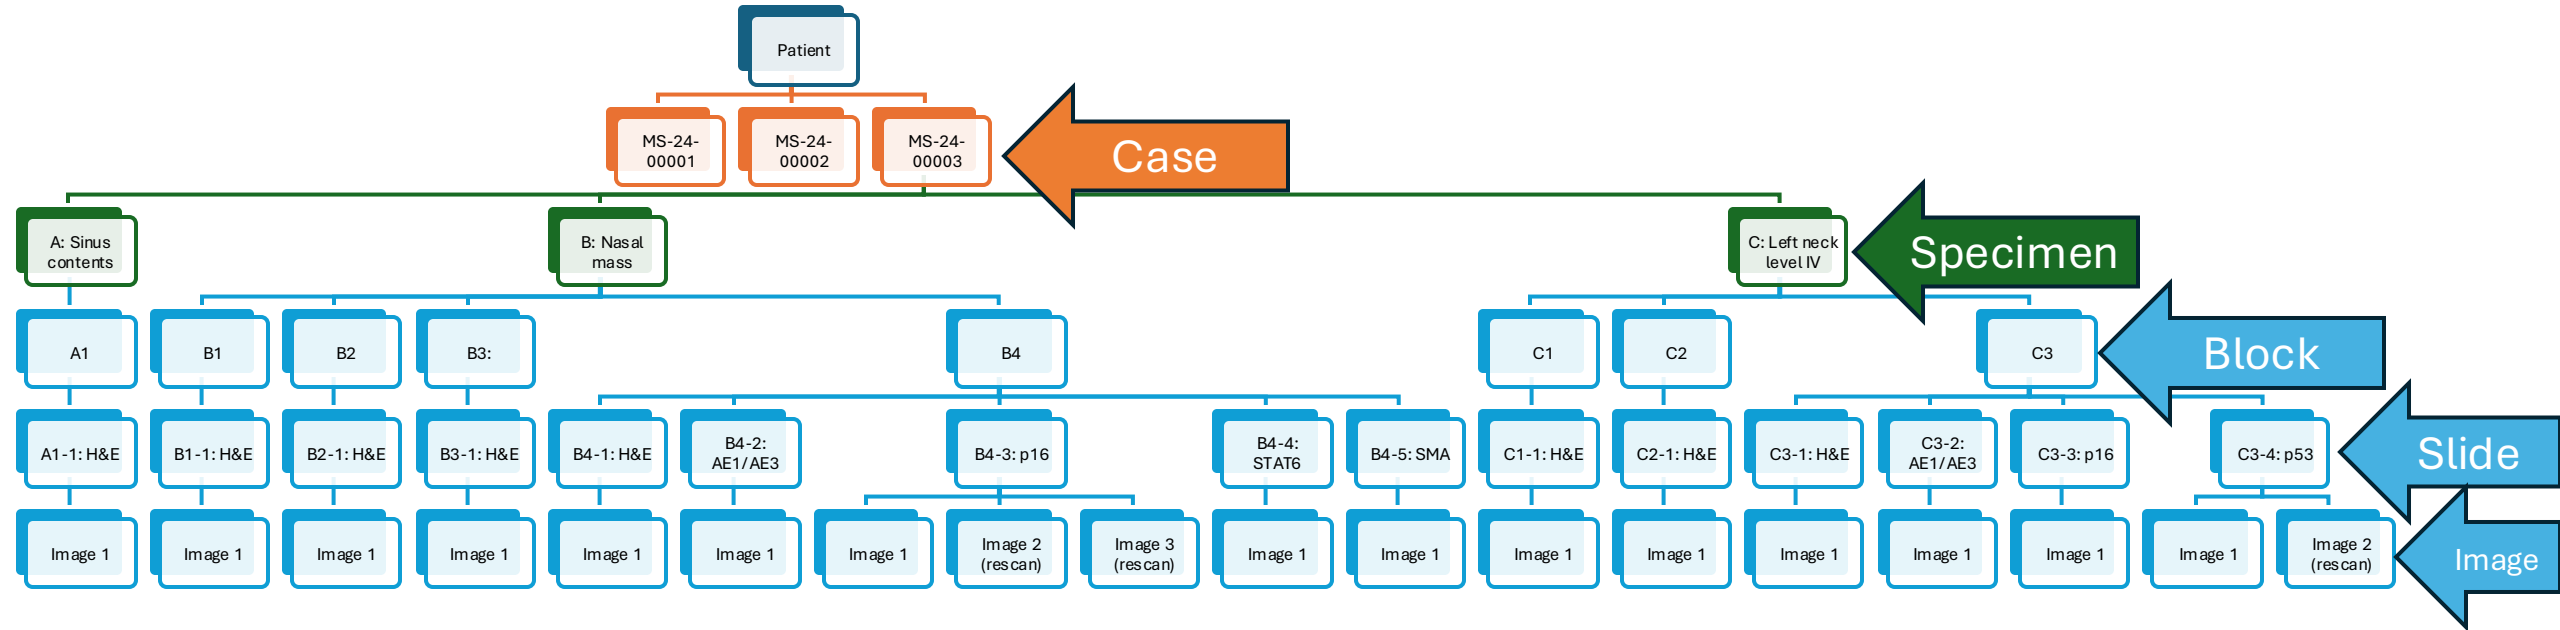 Patient
MS-24-
00001
MS-24-
00002
MS-24-
00003
Case
A: Sinus
contents
B: Nasal
mass
C: Left neck
level IV
Specimen
A1
B1
B2
B3:
B4
C1
C2
C3
Block
A1-1: H&E
B1-1: H&E
B2-1: H&E
B3-1: H&E
B4-1: H&E
B4-2:
AE1/AE3
B4-3: p16
B4-4:
STAT6
B4-5: SMA
C1-1: H&E
C2-1: H&E
C3-1: H&E
C3-2:
AE1/AE3
C3-3: p16
C3-4: p53
Slide
Image 1
Image 1
Image 1
Image 1
Image 1
Image 1
Image 1
Image 2
(rescan)
Image 3
(rescan)
Image 1
Image 1
Image 1
Image 1
Image 1
Image 1
Image 1
Image 1
Image 2
(rescan)
Image